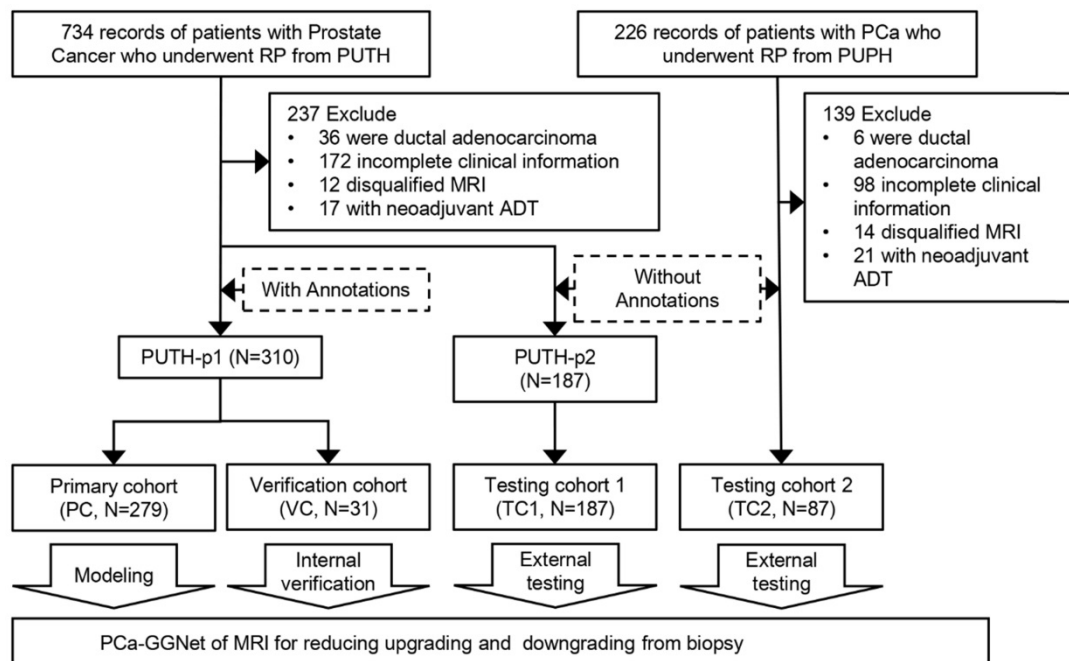 734 records of patients with Prostate
Cancer who underwent RP from PUTH
226 records of patients with PCa who
underwent RP from PUPH
237 Exclude
• 36 were ductal adenocarcinoma
• 172 incomplete clinical information
• 12 disqualified MRI
• 17 with neoadjuvant ADT
139 Exclude
• 6 were ductal
adenocarcinoma
• 98 incomplete clinical
information
• 14 disqualified MRI
• 21 with neoadjuvant
ADT
With Annotations
Without
Annotations
PUTH-p1 (N=310)
PUTH-p2
(N=187)
Primary cohort
(PC, N=279)
Verification cohort
(VC, N=31)
Testing cohort 1
(TC1, N=187)
Testing cohort 2
(TC2, N=87)
Modeling
Internal
verification
External
testing
External
testing
PCa-GGNet of MRI for reducing upgrading and downgrading from biopsy